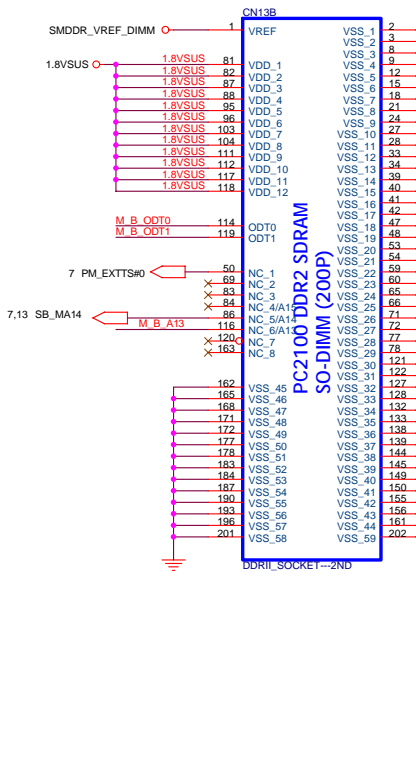 CN13B
SMDDR_VREF_DIMM 1 VREF VSS_1 2
VSS_2 3
VSS_3 8
1.8VSUS 1.8VSUS 81 VDD_1 VSS_4 9
1.8VSUS 82 VDD_2 VSS_5 12
1.8VSUS 87 VDD_3 VSS_6 15
1.8VSUS 88 VDD_4 VSS_7 18
1.8VSUS 95 VDD_5 VSS_8 21
1.8VSUS 96 VDD_6 VSS_9 24
1.8VSUS 103 VDD_7 VSS_10 27
1.8VSUS 104 VDD_8 VSS_11 28
1.8VSUS 111 VDD_9 VSS_12 33
1.8VSUS 112 VDD_10 VSS_13 34
1.8VSUS 117 VDD_11 VSS_14 39
1.8VSUS 118 VDD_12 VSS_15 40
VSS_16 41
VSS_17 42
M_B_ODT0 114 ODT0 VSS_18 47
M_B_ODT1 119 ODT1 VSS_19 48
VSS_20 53
VSS_21 54
7 PM_EXTTS#0 50 NC_1 VSS_22 59
69 NC_2 VSS_23 60
83 NC_3 VSS_24 65
84 NC_4/A15 VSS_25 66
7,13 SB_MA14 86 NC_5/A14 VSS_26 71
M_B_A13 116 NC_6/A13 VSS_27 72
120 NC_7 VSS_28 77
163 NC_8 VSS_29 78
VSS_30 121
VSS_31 122
162 VSS_45 VSS_32 127
165 VSS_46 VSS_33 128
168 VSS_47 VSS_34 132
171 VSS_48 VSS_35 133
172 VSS_49 VSS_36 138
177 VSS_50 VSS_37 139
178 VSS_51 VSS_38 144
183 VSS_52 VSS_39 145
184 VSS_53 VSS_40 149
187 VSS_54 VSS_41 150
190 VSS_55 VSS_42 155
193 VSS_56 VSS_43 156
196 VSS_57 VSS_44 161
201 VSS_58 VSS_59 202
PC2100 DDR2 SDRAM
SO-DIMM (200P)
DDRII_SOCKET---2ND